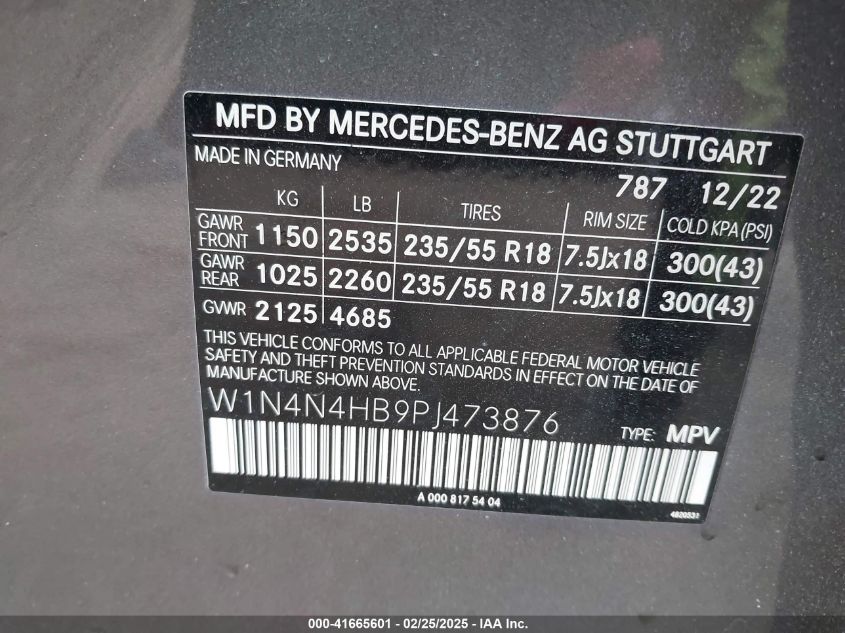 MFD BY MERCEDES-BENZ AG STUTTGART
MADE IN GERMANY 787 12/22
KG LB TIRES RIM SIZE COLD KPA (PSI)
GAWR FRONT 1150 2535 235/55 R18 7.5Jx18 300(43)
GAWR REAR 1025 2260 235/55 R18 7.5Jx18 300(43)
GVWR 2125 4685
THIS VEHICLE CONFORMS TO ALL APPLICABLE FEDERAL MOTOR VEHICLE
SAFETY AND THEFT PREVENTION STANDARDS IN EFFECT ON THE DATE OF
MANUFACTURE SHOWN ABOVE.
W1N4N4HB9PJ473876 TYPE: MPV
A 000 817 54 04
4820531
000-41665601 - 02/25/2025 - IAA Inc.